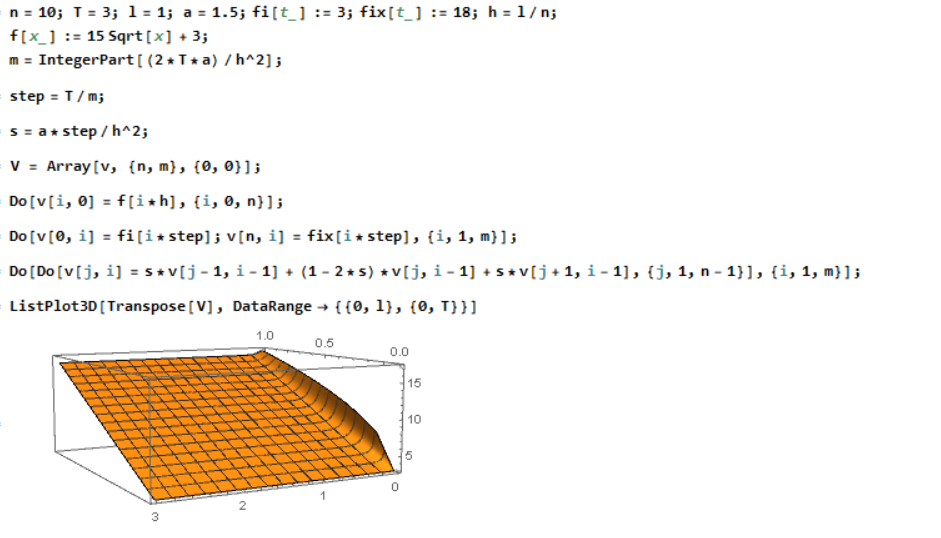 n = 10; T = 3; l = 1; a = 1.5; fi[t_] := 3; fix[t_] := 18; h = l / n;
f[x_] := 15 Sqrt[x] + 3;
m = IntegerPart[(2 * T * a) / h^2];
step = T / m;
s = a * step / h^2;
V = Array[v, {n, m}, {0, 0}];
Do[v[i, 0] = f[i * h], {i, 0, n}];
Do[v[0, i] = fi[i * step]; v[n, i] = fix[i * step], {i, 1, m}];
Do[Do[v[j, i] = s * v[j - 1, i - 1] + (1 - 2 * s) * v[j, i - 1] + s * v[j + 1, i - 1], {j, 1, n - 1}], {i, 1, m}];
ListPlot3D[Transpose[V], DataRange → {{0, l}, {0, T}}]
1.0
0.5
0.0
15
10
5
0
1
2
3